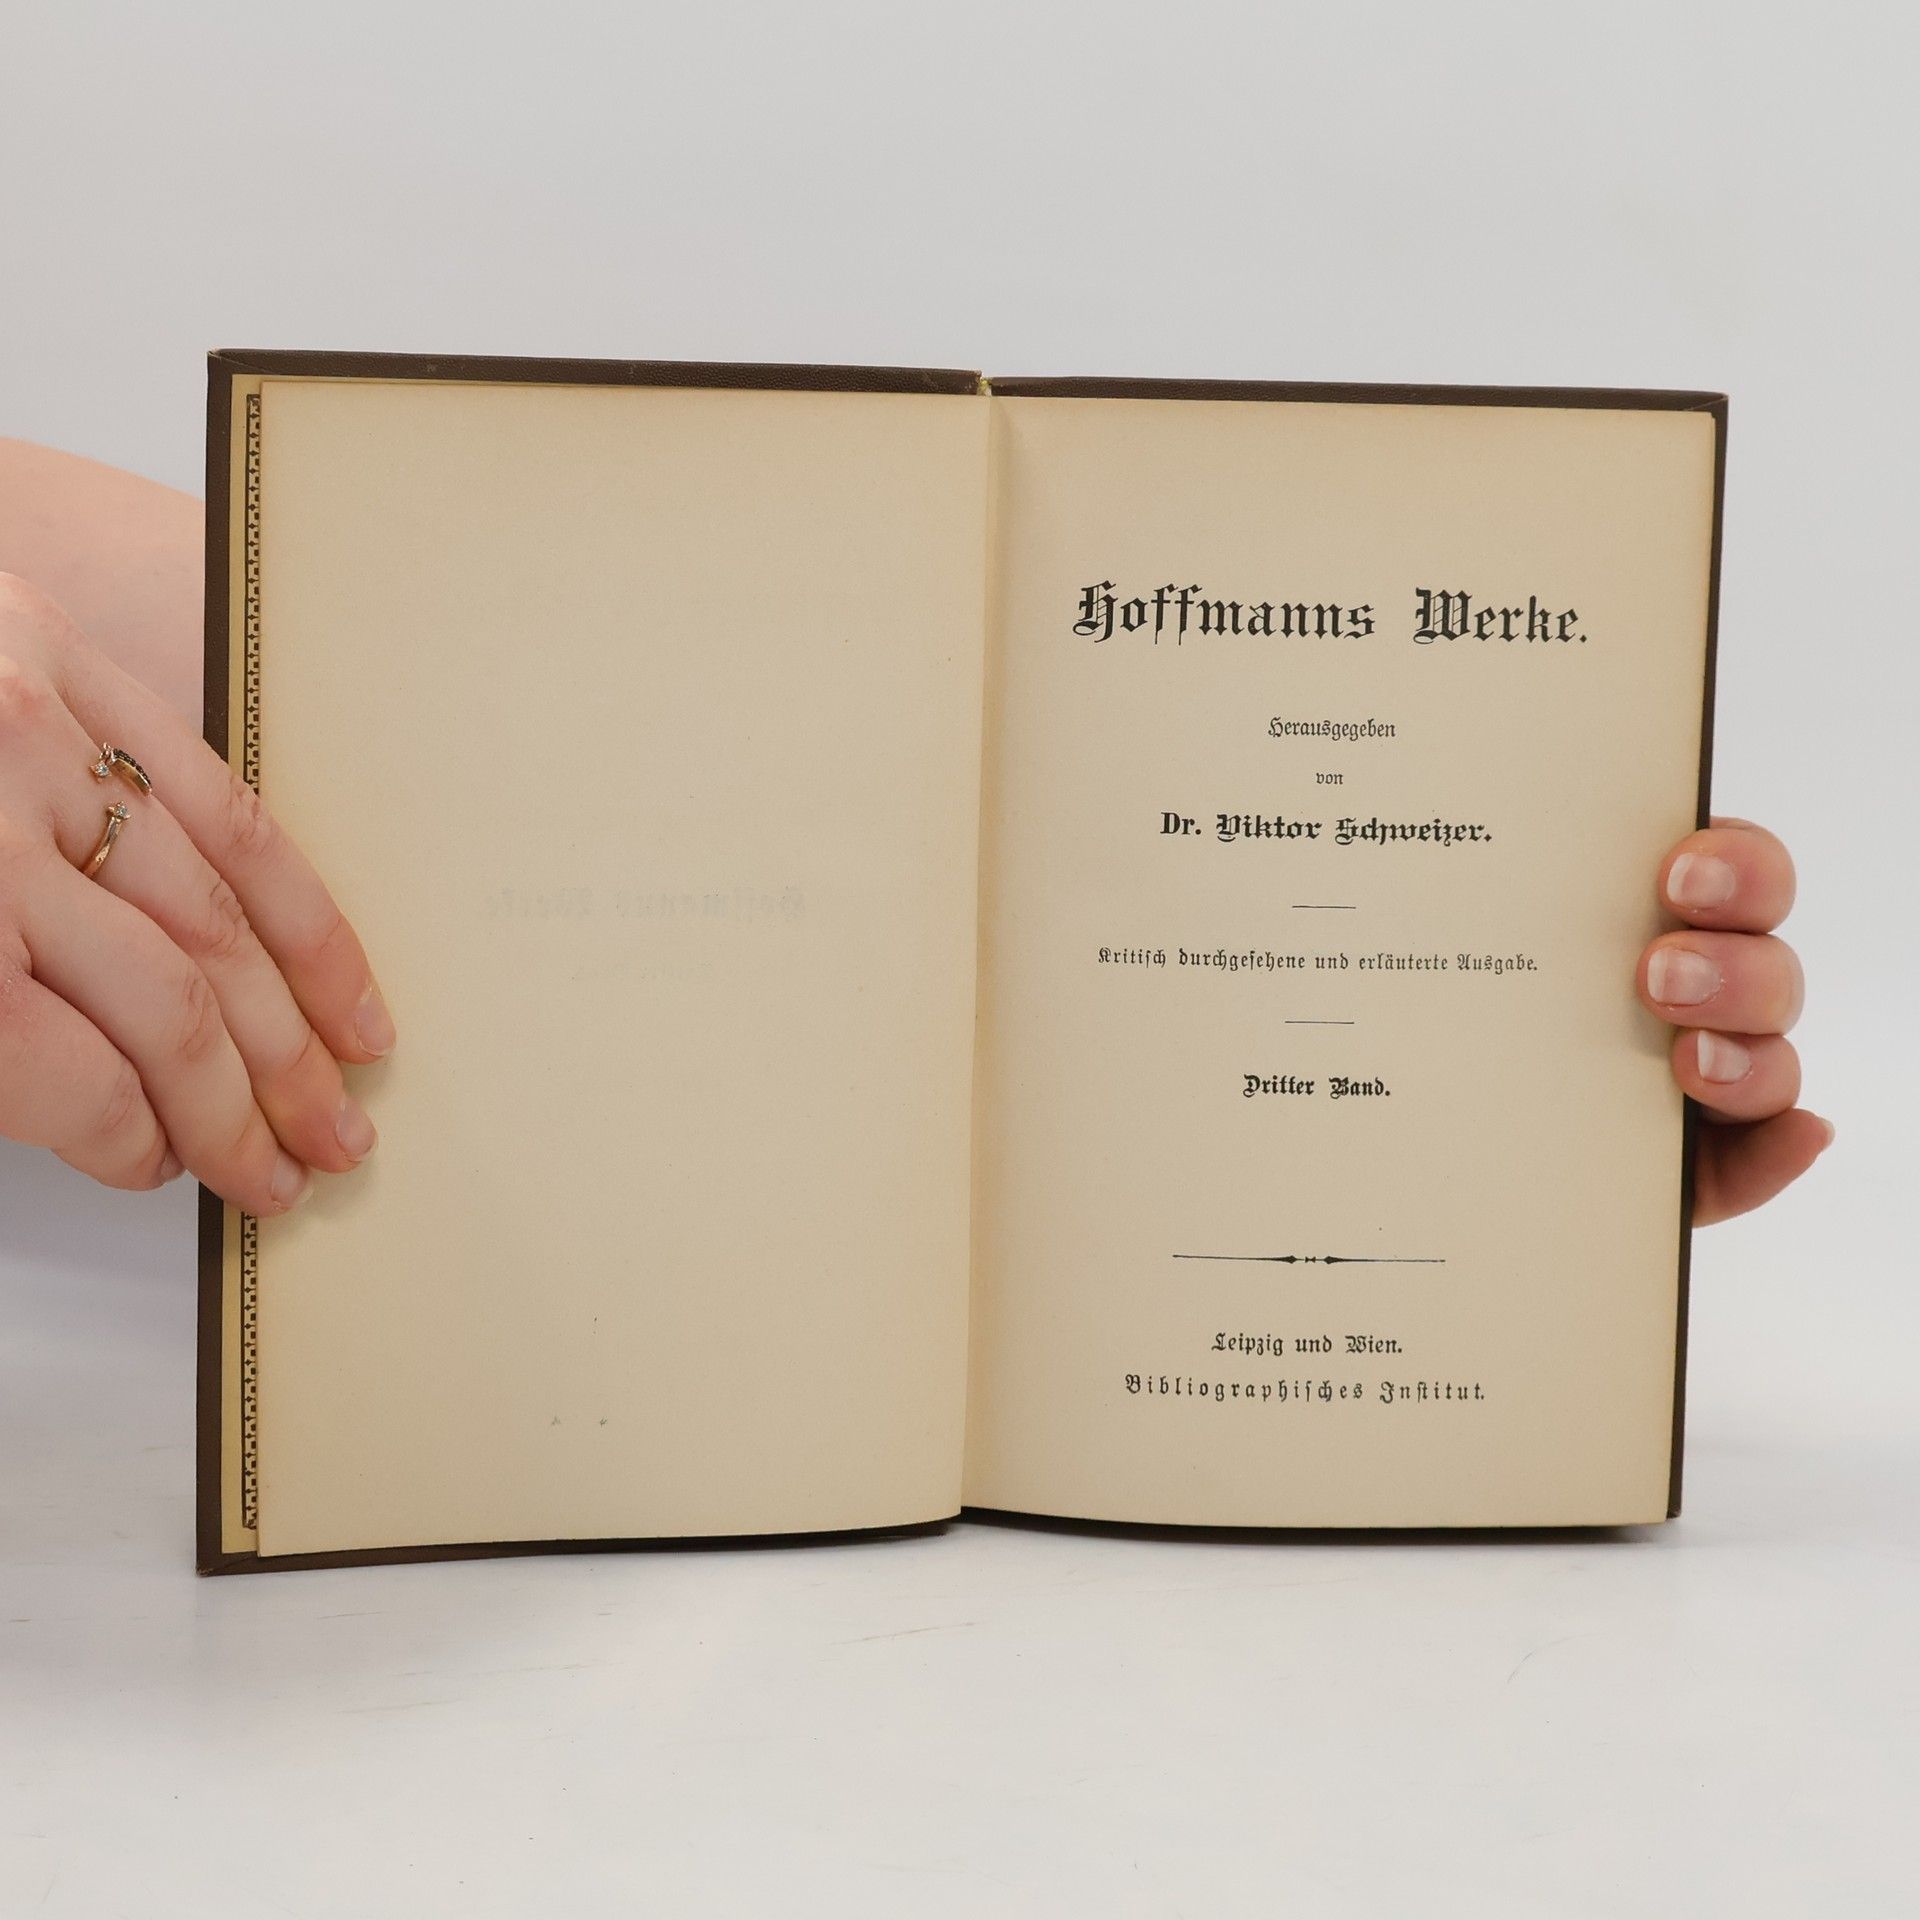 Hoffmanns Werke.
Herausgegeben
von
Dr. Viktor Schweizer.
Kritisch durchgesehene und erläuterte Ausgabe.
Dritter Band.
Leipzig und Wien.
Bibliographisches Institut.